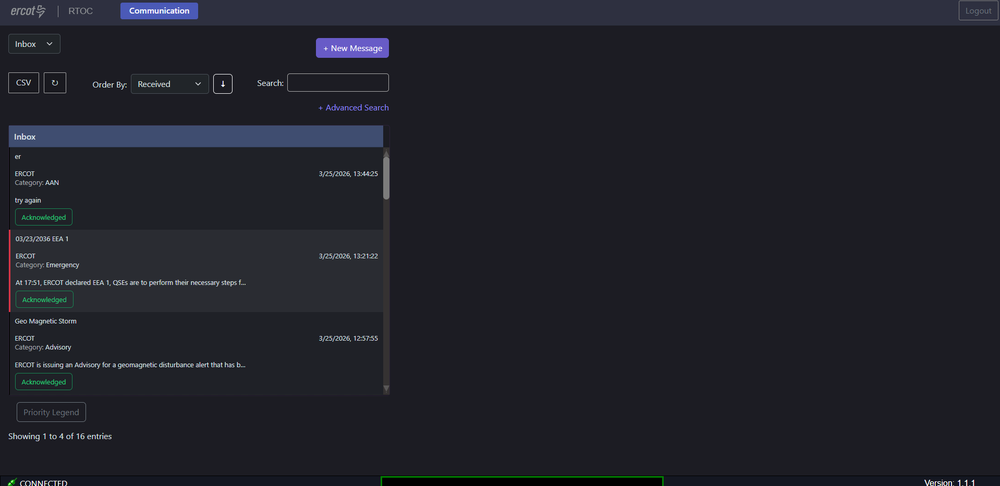 ercot
RTOC
Communication
Logout
Inbox
+ New Message
CSV
↻
Order By:
Received
↓
Search:
+ Advanced Search
Inbox
er
ERCOT
3/25/2026, 13:44:25
Category: AAN
try again
Acknowledged
03/23/2036 EEA 1
ERCOT
3/25/2026, 13:21:22
Category: Emergency
At 17:51, ERCOT declared EEA 1, QSEs are to perform their necessary steps f...
Acknowledged
Geo Magnetic Storm
ERCOT
3/25/2026, 12:57:55
Category: Advisory
ERCOT is issuing an Advisory for a geomagnetic disturbance alert that has b...
Acknowledged
Priority Legend
Showing 1 to 4 of 16 entries
CONNECTED
Version: 1.1.1